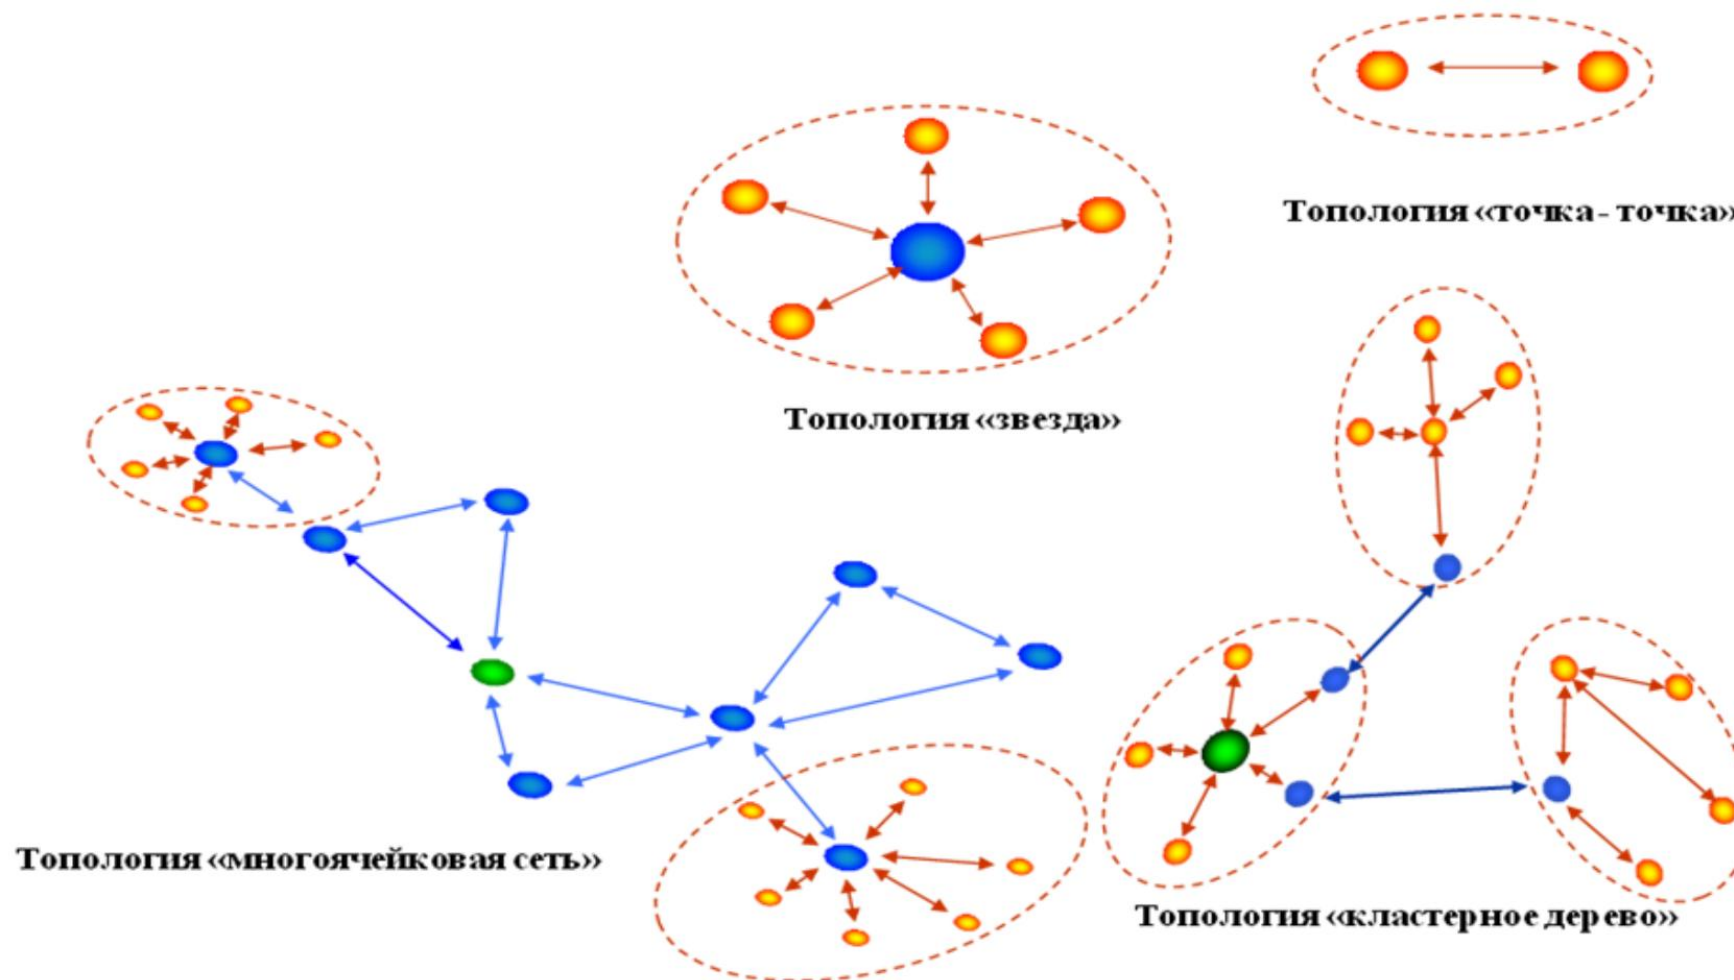 Топология «точка - точка»
Топология «звезда»
Топология «многоячейковая сеть»
Топология «кластерное дерево»